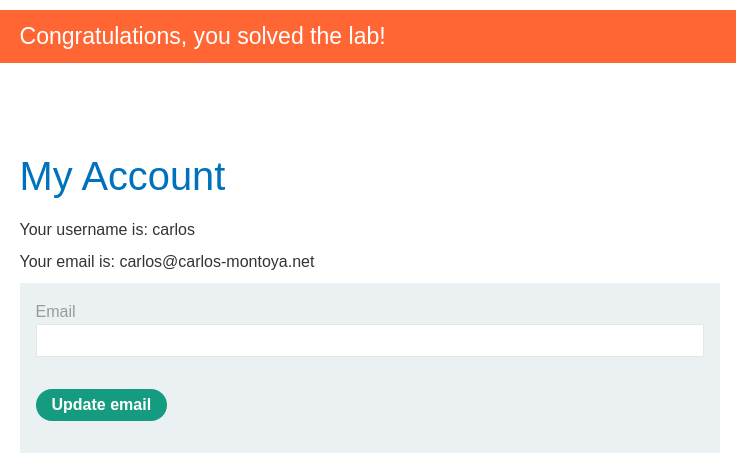 Congratulations, you solved the lab!
My Account
Your username is: carlos
Your email is: carlos@carlos-montoya.net
Email
Update email